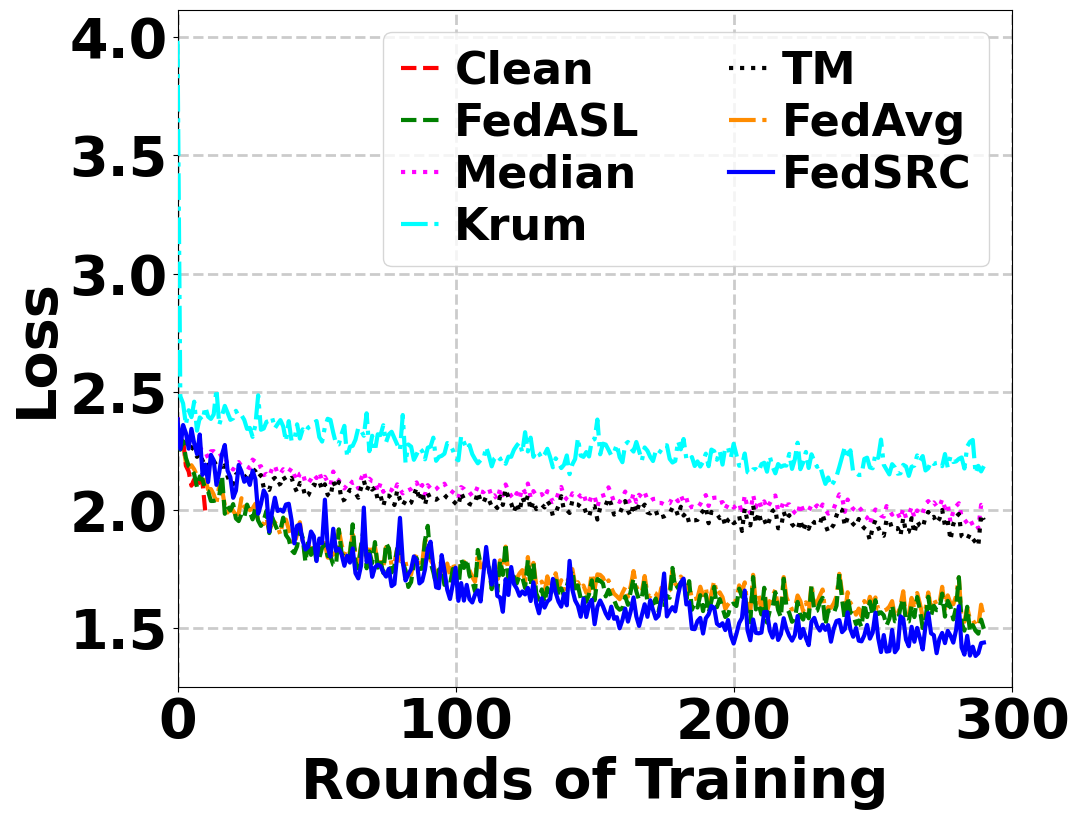 4.0
3.5
3.0
2.5
2.0
1.5
Loss
Clean
FedASL
Median
Krum
TM
FedAvg
FedSRC
0 100 200 300
Rounds of Training